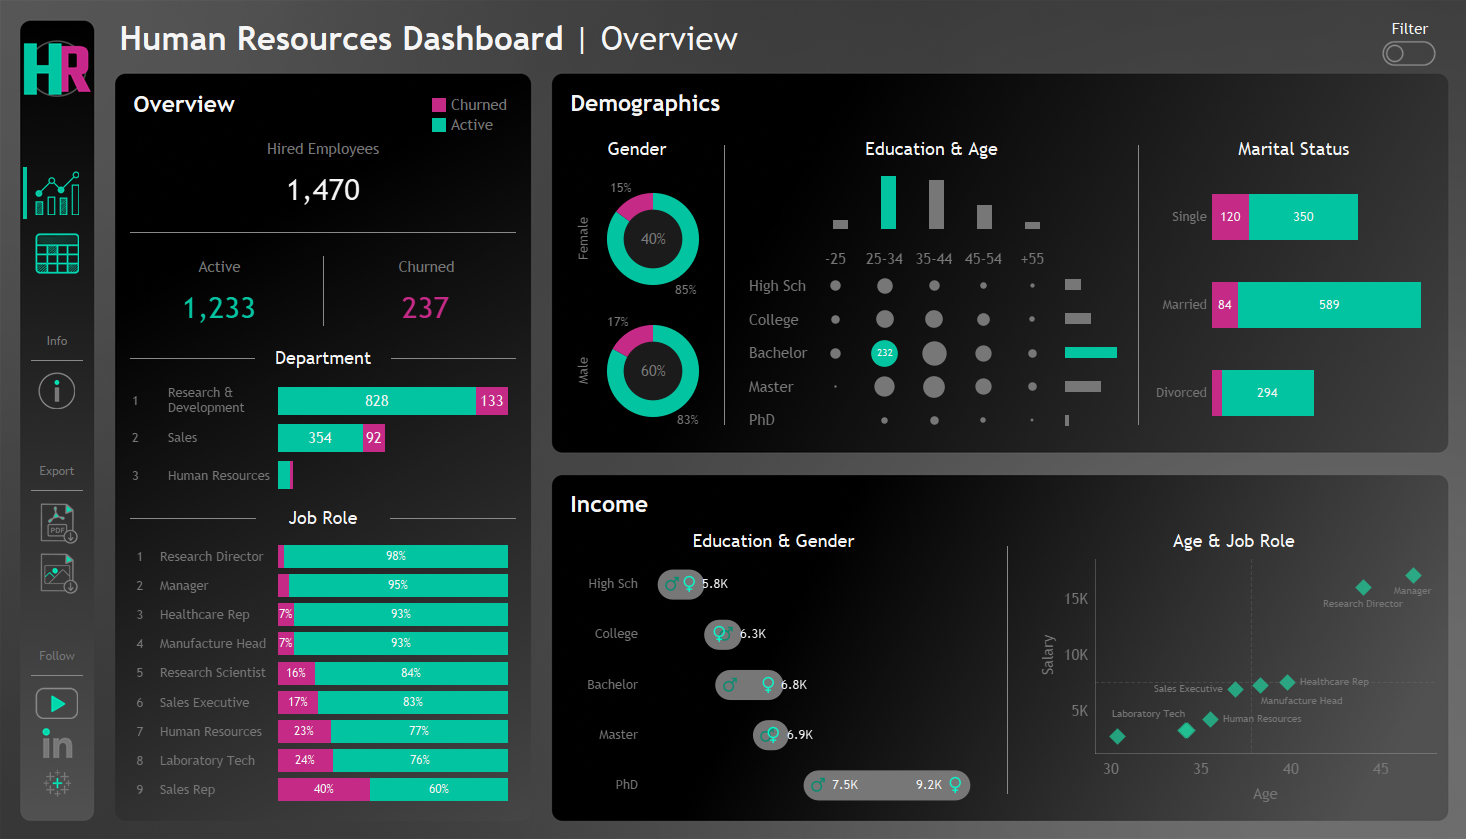 HR
Human Resources Dashboard | Overview
Filter
Overview
Churned
Active
Hired Employees
1,470
Active
Churned
1,233
237
Department
1 Research &
Development 828 133
2 Sales 354 92
3 Human Resources
Job Role
1 Research Director 98%
2 Manager 95%
3 Healthcare Rep 7% 93%
4 Manufacture Head 7% 93%
5 Research Scientist 16% 84%
6 Sales Executive 17% 83%
7 Human Resources 23% 77%
8 Laboratory Tech 24% 76%
9 Sales Rep 40% 60%
Info
Export
PDF
Follow
in
Demographics
Gender
15%
Female
40%
85%
17%
Male
60%
83%
Education & Age
-25 25-34 35-44 45-54 +55
High Sch
College
Bachelor 232
Master
PhD
Marital Status
Single 120 350
Married 84 589
Divorced 294
Income
Education & Gender
High Sch 5.8K
College 6.3K
Bachelor 6.8K
Master 6.9K
PhD 7.5K 9.2K
Age & Job Role
Salary
15K
10K
5K
Manager
Research Director
Healthcare Rep
Sales Executive
Manufacture Head
Laboratory Tech
Human Resources
30 35 40 45
Age